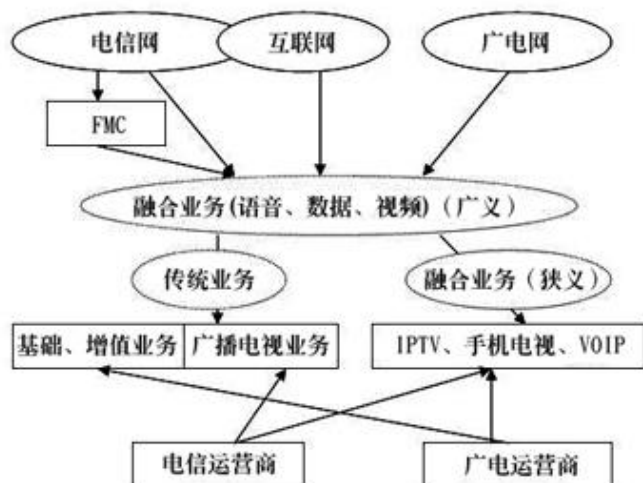 电信网
互联网
广电网
FMC
融合业务(语音、数据、视频)(广义)
传统业务
融合业务(狭义)
基础、增值业务
广播电视业务
IPTV、手机电视、VOIP
电信运营商
广电运营商